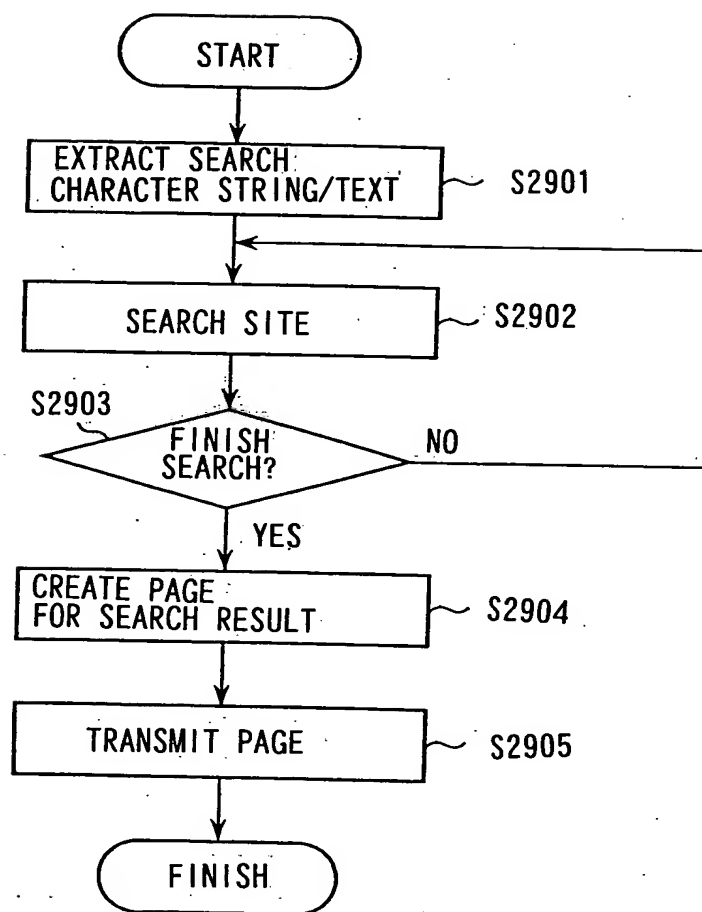 START
EXTRACT SEARCH
CHARACTER STRING/TEXT
S2901
SEARCH SITE
S2902
S2903
FINISH
SEARCH?
NO
YES
CREATE PAGE
FOR SEARCH RESULT
S2904
TRANSMIT PAGE
S2905
FINISH